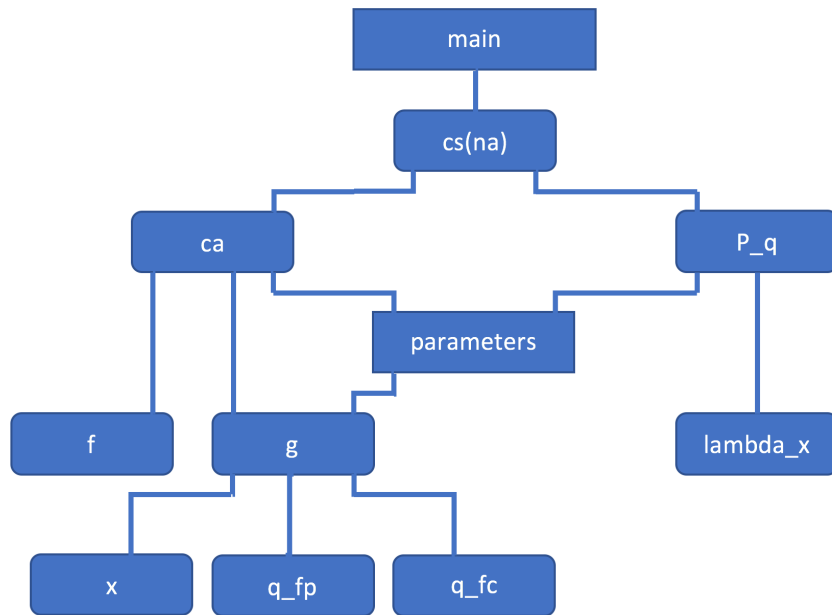 main
cs(na)
ca
P_q
parameters
f
g
lambda_x
x
q_fp
q_fc